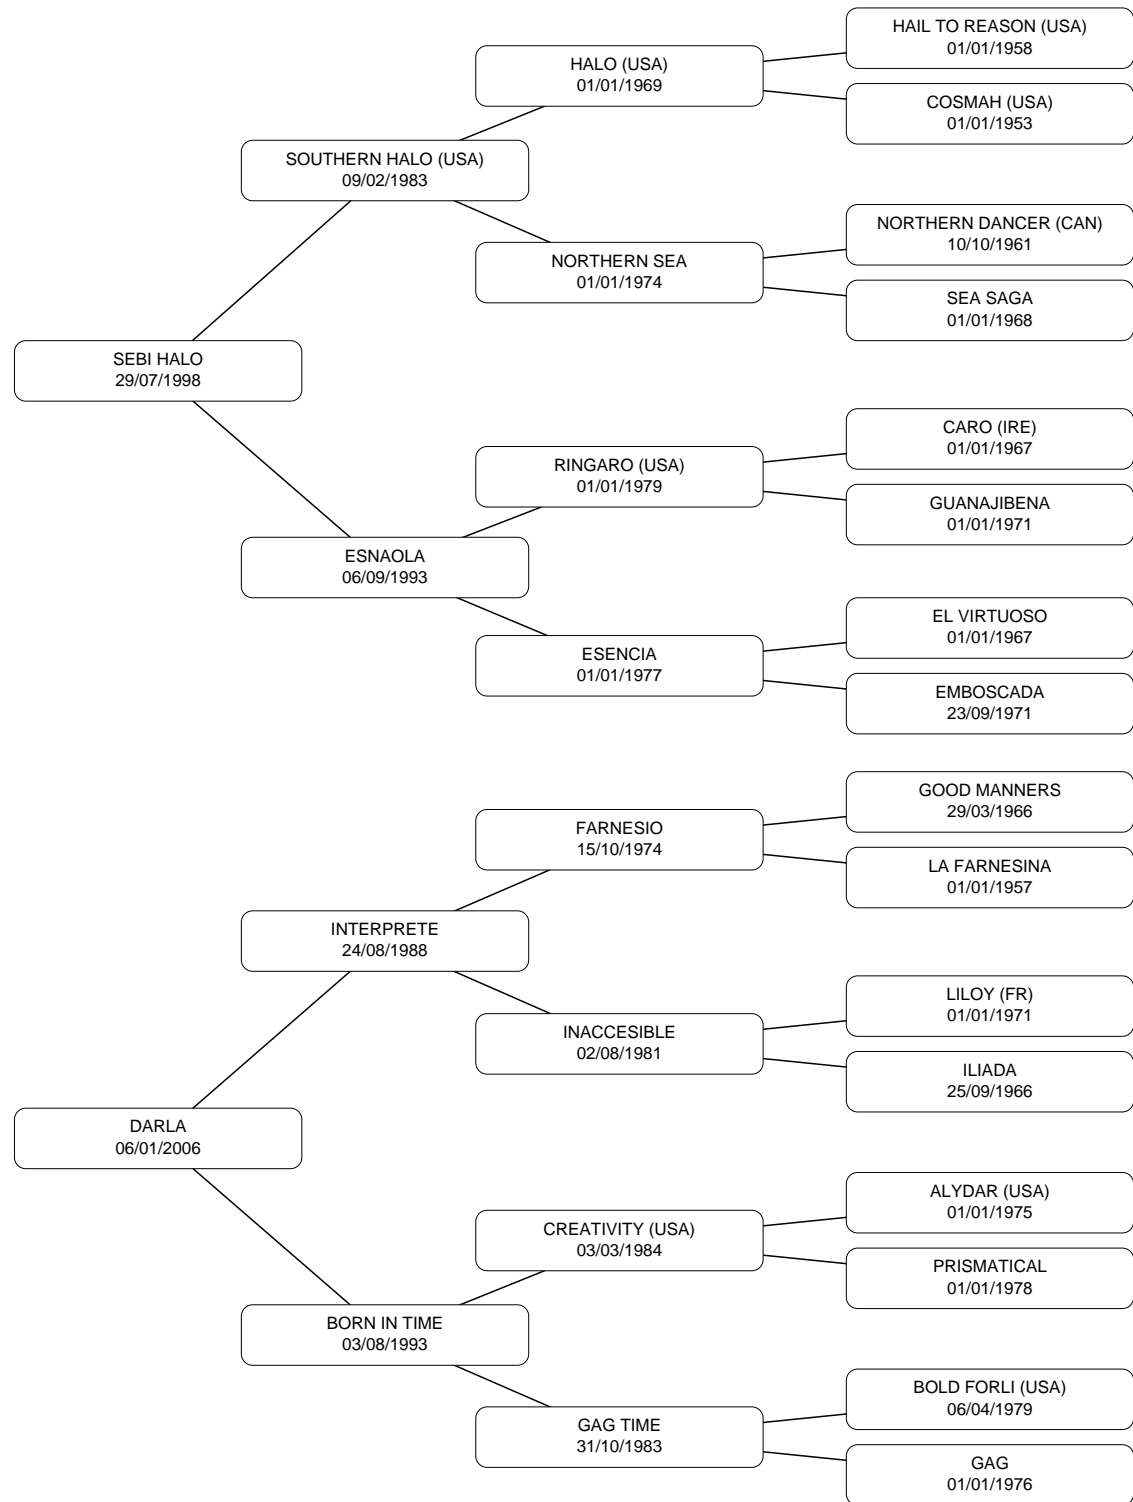 HAIL TO REASON (USA)
01/01/1958
HALO (USA)
01/01/1969
COSMAH (USA)
01/01/1953
SOUTHERN HALO (USA)
09/02/1983
NORTHERN DANCER (CAN)
10/10/1961
NORTHERN SEA
01/01/1974
SEA SAGA
01/01/1968
SEBI HALO
29/07/1998
CARO (IRE)
01/01/1967
RINGARO (USA)
01/01/1979
GUANAJIBENA
01/01/1971
ESNAOLA
06/09/1993
EL VIRTUOSO
01/01/1967
ESENCIA
01/01/1977
EMBOSCADA
23/09/1971
GOOD MANNERS
29/03/1966
FARNESIO
15/10/1974
LA FARNESINA
01/01/1957
INTERPRETE
24/08/1988
LILOY (FR)
01/01/1971
INACCESIBLE
02/08/1981
ILIADA
25/09/1966
DARLA
06/01/2006
ALYDAR (USA)
01/01/1975
CREATIVITY (USA)
03/03/1984
PRISMATICAL
01/01/1978
BORN IN TIME
03/08/1993
BOLD FORLI (USA)
06/04/1979
GAG TIME
31/10/1983
GAG
01/01/1976